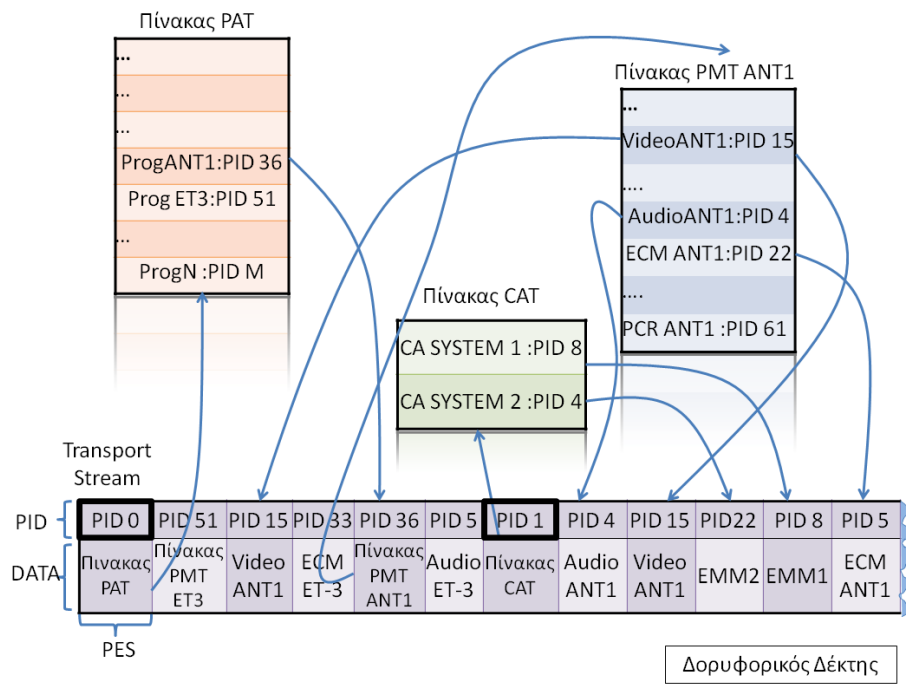 Πίνακας PAT
...
...
...
ProgANT1:PID 36
Prog ET3:PID 51
...
ProgN :PID M
Πίνακας PMT ANT1
...
VideoANT1:PID 15
....
AudioANT1:PID 4
ECM ANT1:PID 22
....
PCR ANT1 :PID 61
Πίνακας CAT
CA SYSTEM 1 :PID 8
CA SYSTEM 2 :PID 4
Transport
Stream
PID
PID 0 PID 51 PID 15 PID 33 PID 36 PID 5 PID 1 PID 4 PID 15 PID22 PID 8 PID 5
DATA
Πίνακας
PAT
Πίνακας
PMT
ET3
Video
ANT1
ECM
ET-3
Πίνακας
PMT
ANT1
Audio
ET-3
Πίνακας
CAT
Audio
ANT1
Video
ANT1
EMM2
EMM1
ECM
ANT1
PES
Δορυφορικός Δέκτης